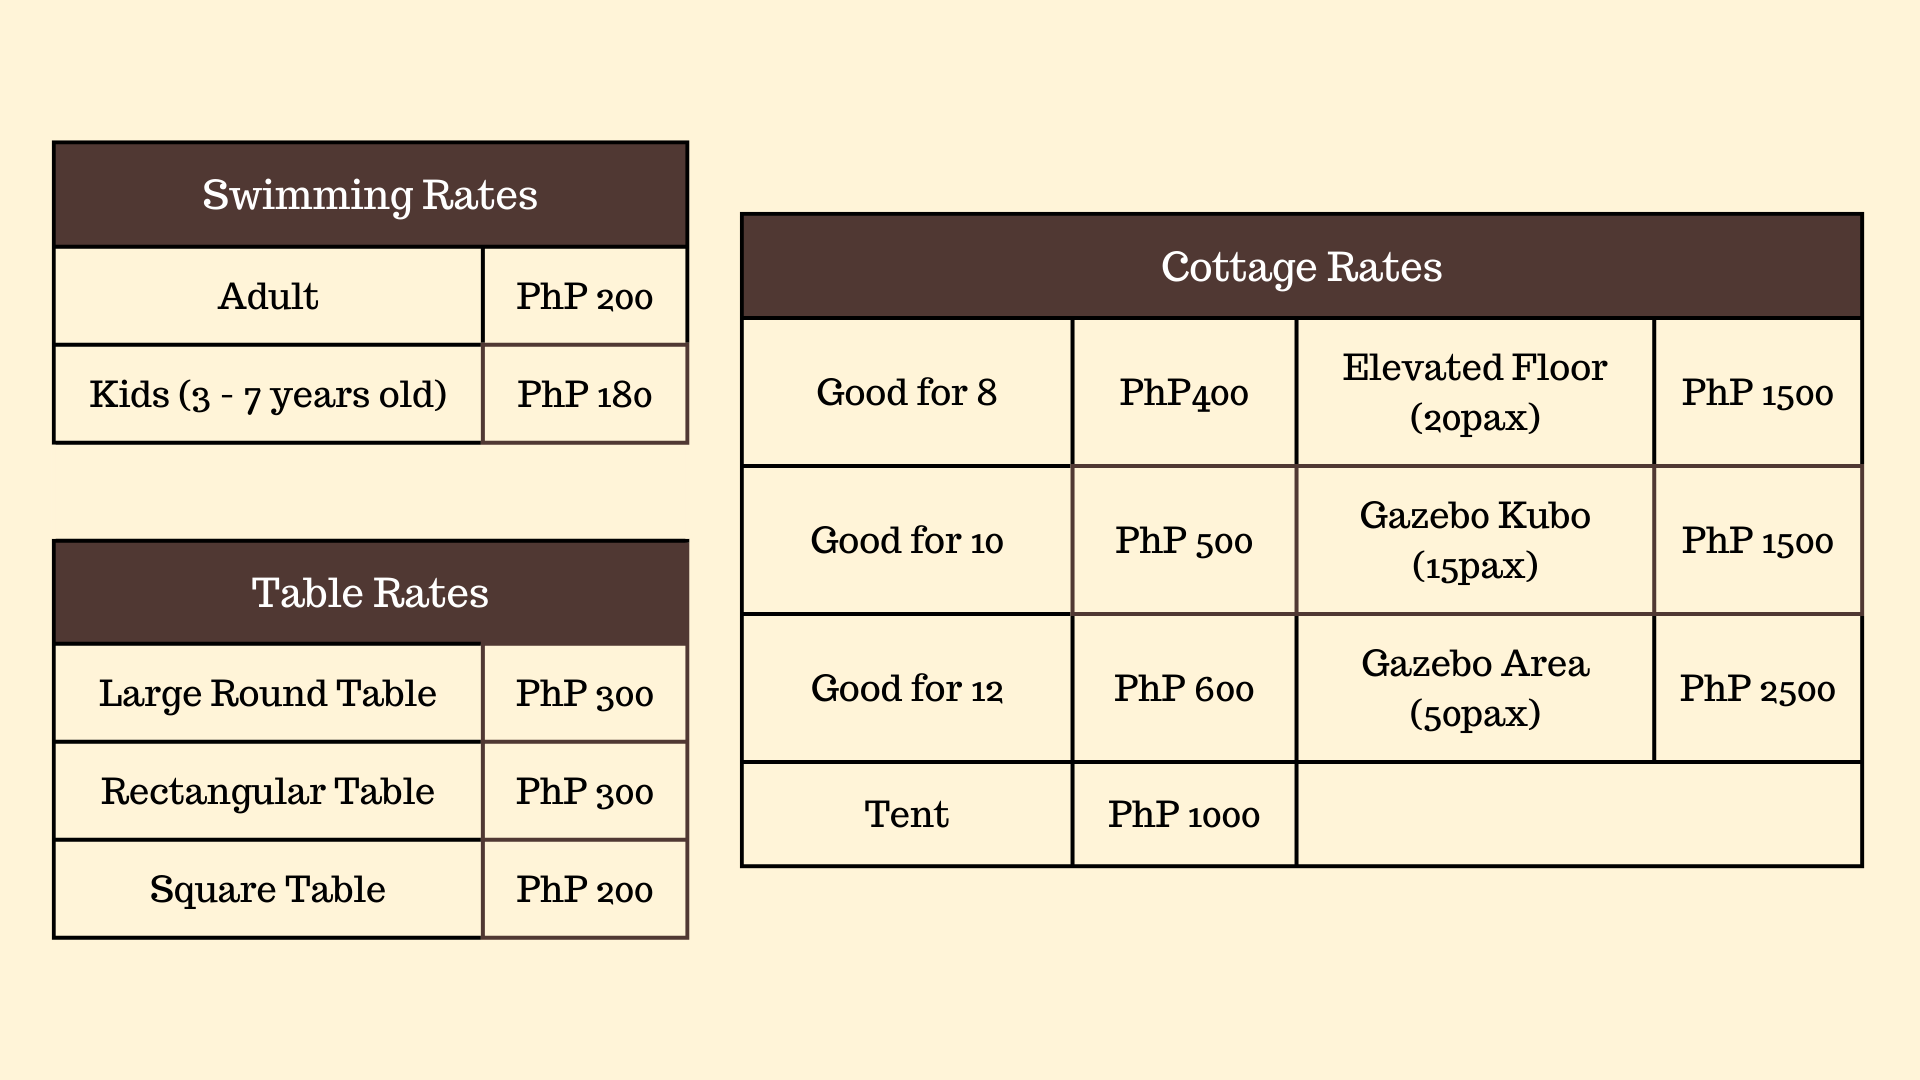 Swimming Rates
Adult PhP 200
Kids (3 - 7 years old) PhP 180
Table Rates
Large Round Table PhP 300
Rectangular Table PhP 300
Square Table PhP 200
Cottage Rates
Good for 8 PhP400 Elevated Floor (20pax) PhP 1500
Good for 10 PhP 500 Gazebo Kubo (15pax) PhP 1500
Good for 12 PhP 600 Gazebo Area (50pax) PhP 2500
Tent PhP 1000